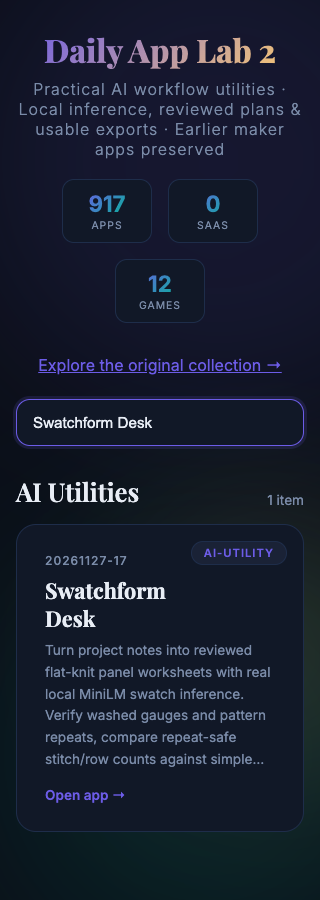 Daily App Lab 2
Practical AI workflow utilities ·
Local inference, reviewed plans &
usable exports · Earlier maker
apps preserved
917
APPS
0
SAAS
12
GAMES
Explore the original collection →
Swatchform Desk
AI Utilities
1 item
20261127-17
AI-UTILITY
Swatchform
Desk
Turn project notes into reviewed
flat-knit panel worksheets with real
local MiniLM swatch inference.
Verify washed gauges and pattern
repeats, compare repeat-safe
stitch/row counts against simple...
Open app →